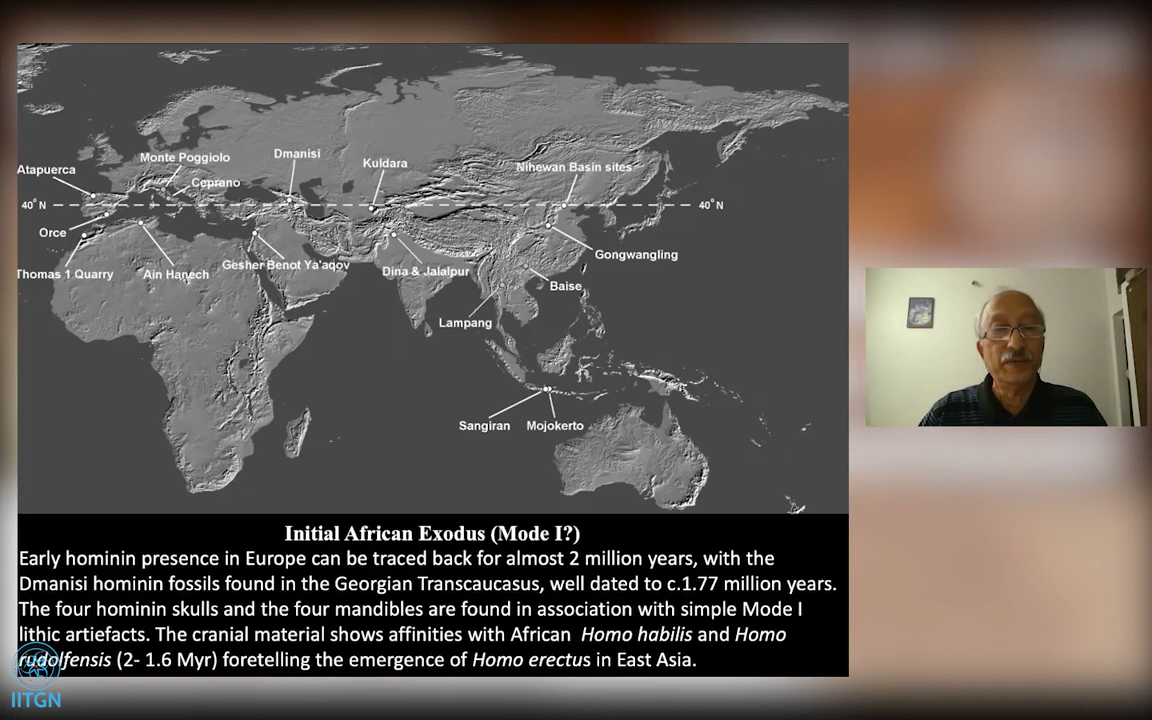 Monte Poggiolo
Dmanisi
Kuldara
Nihewan Basin sites
Atapuerca
Ceprano
40°N
40°N
Orce
Gongwangling
Thomas 1 Quarry
Ain Hanech
Gesher Benot Ya'aqov
Dina & Jalalpur
Baise
Lampang
Sangiran
Mojokerto
Initial African Exodus (Mode I?)
Early hominin presence in Europe can be traced back for almost 2 million years, with the
Dmanisi hominin fossils found in the Georgian Transcaucasus, well dated to c.1.77 million years.
The four hominin skulls and the four mandibles are found in association with simple Mode I
lithic artiefacts. The cranial material shows affinities with African Homo habilis and Homo
rudolfensis (2- 1.6 Myr) foretelling the emergence of Homo erectus in East Asia.
IITGN